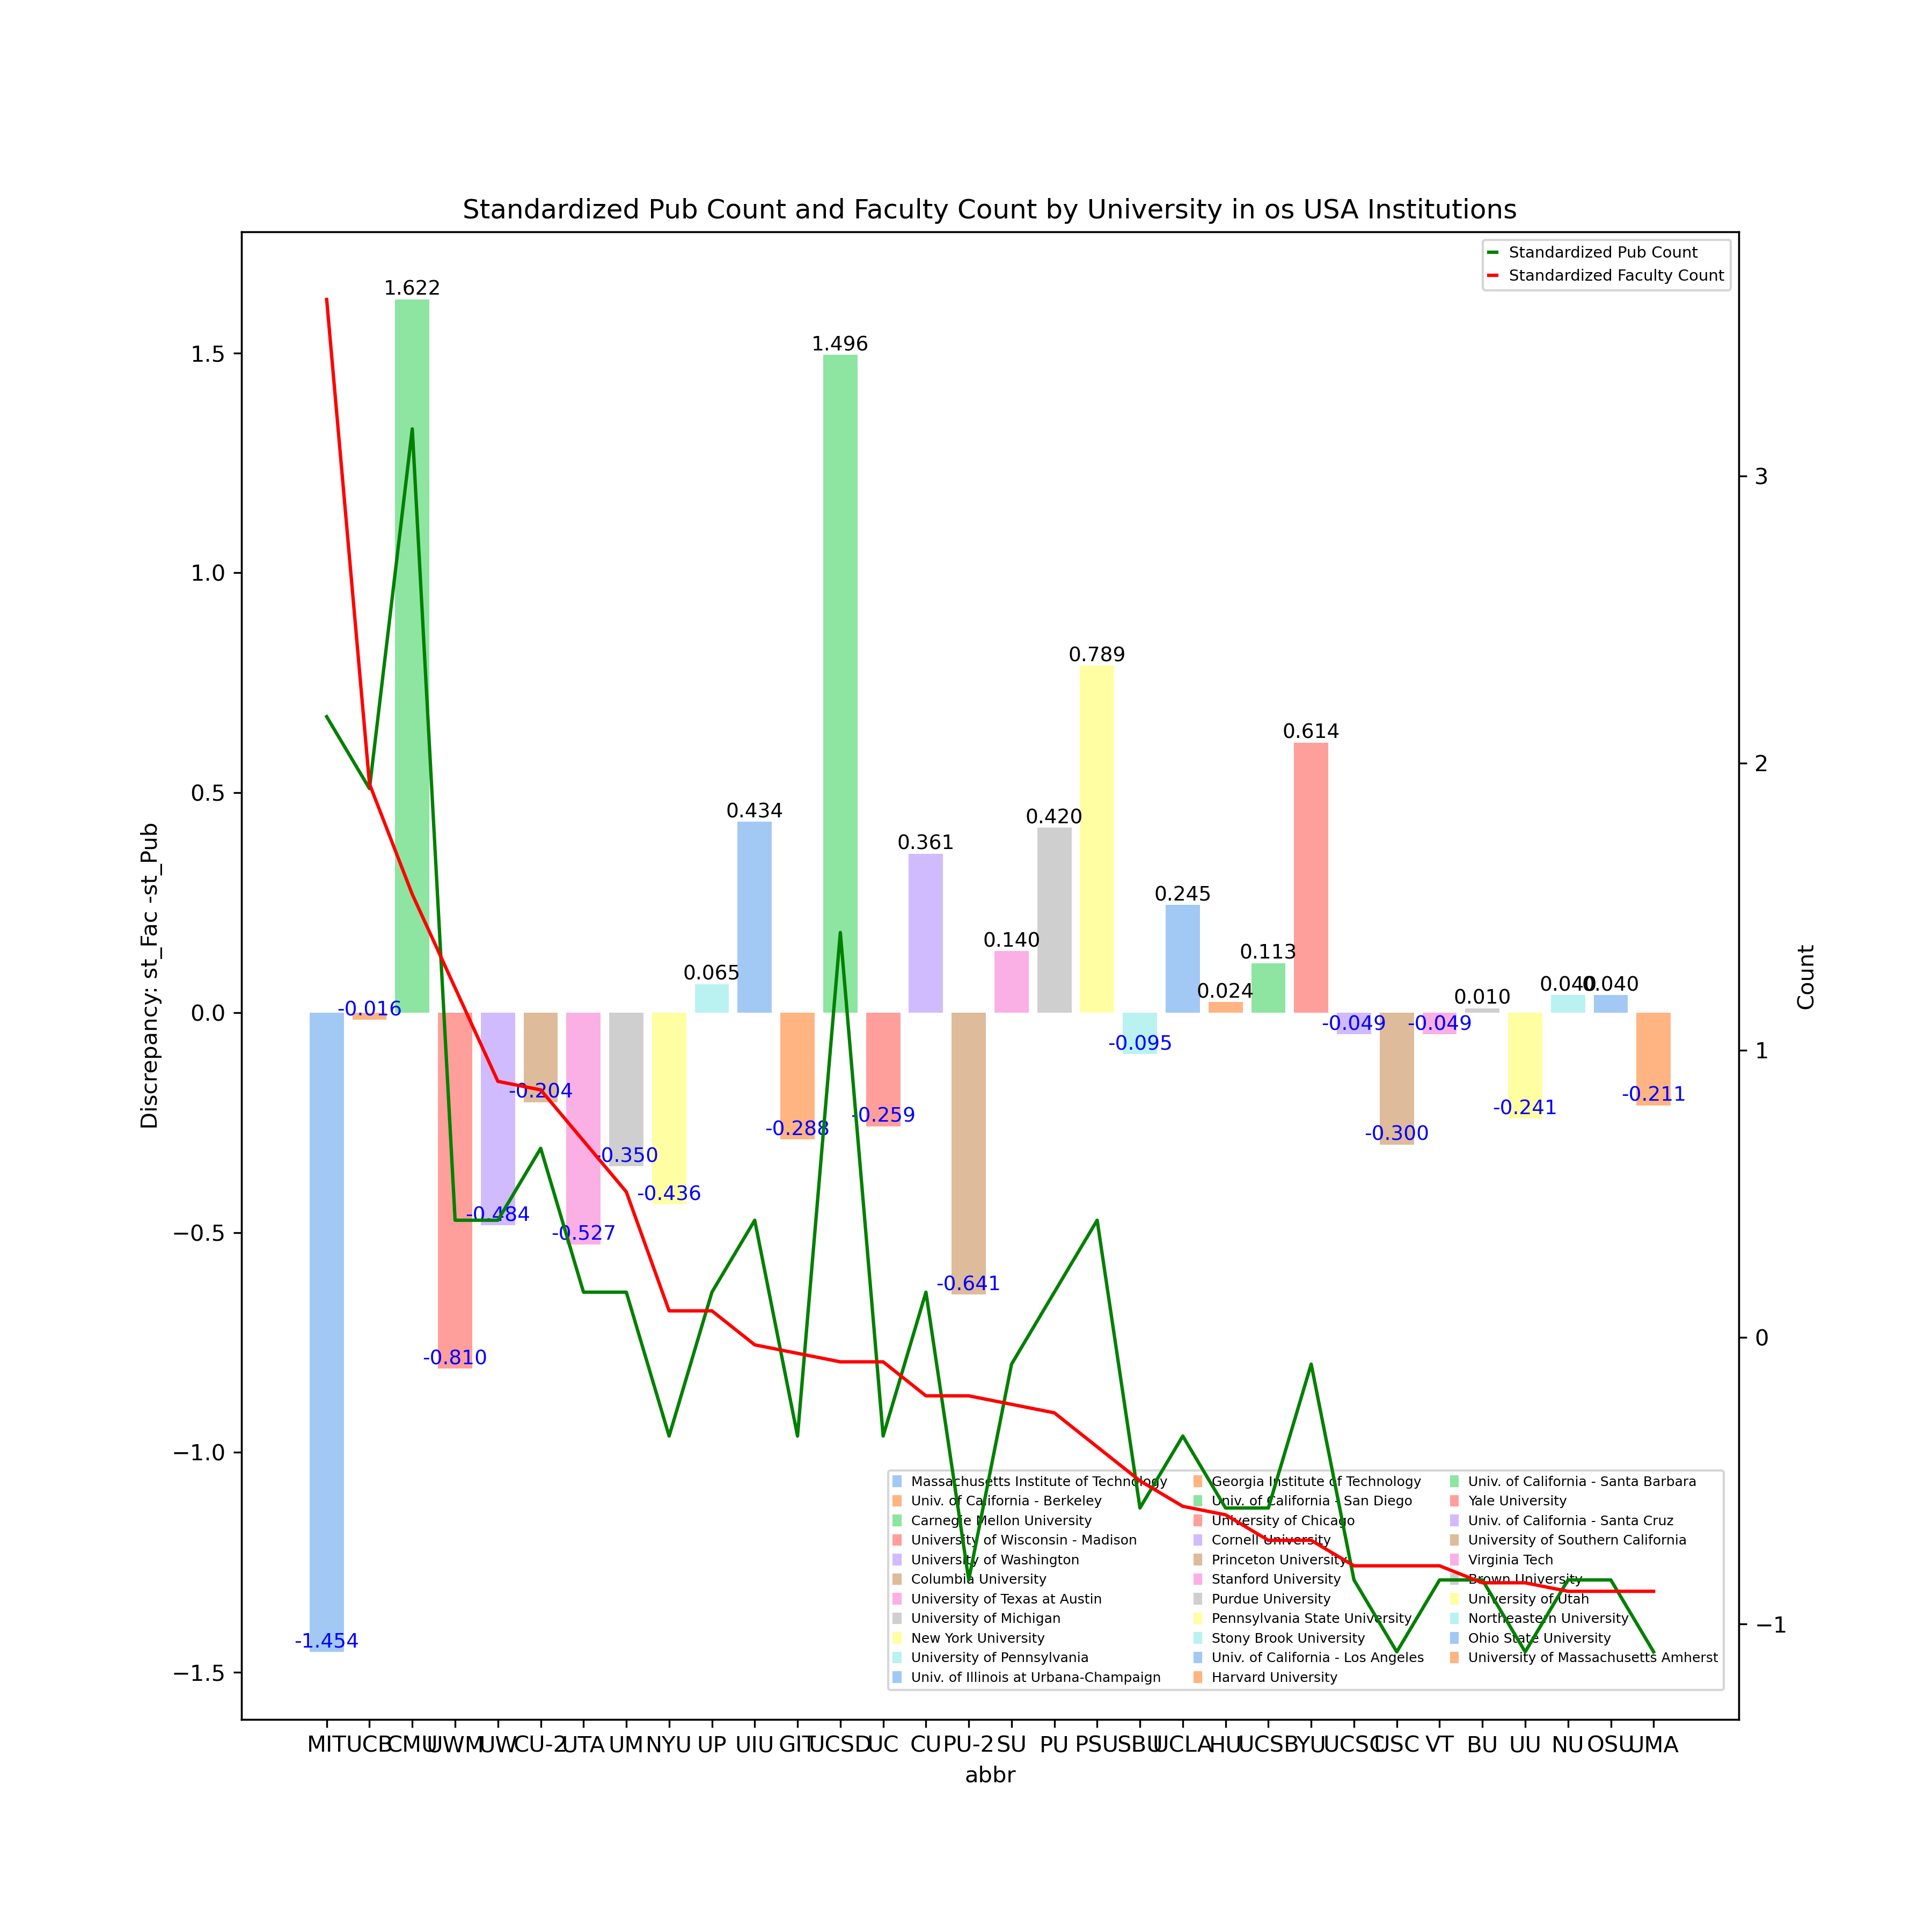 Standardized Pub Count and Faculty Count by University in os USA Institutions
Standardized Pub Count
Standardized Faculty Count
1.622
1.496
0.789
0.614
0.434
0.420
0.361
0.245
0.140
0.113
0.065
0.024
0.010
0.040
0.040
-0.016
-0.049
-0.049
-0.095
-0.204
-0.211
-0.241
-0.259
-0.288
-0.300
-0.350
-0.436
-0.484
-0.527
-0.641
-0.810
-1.454
1.5
1.0
0.5
0.0
−0.5
−1.0
−1.5
Discrepancy: st_Fac -st_Pub
3
2
1
0
−1
Count
Massachusetts Institute of Technology
Univ. of California - Berkeley
Carnegie Mellon University
University of Wisconsin - Madison
University of Washington
Columbia University
University of Texas at Austin
University of Michigan
New York University
University of Pennsylvania
Univ. of Illinois at Urbana-Champaign
Georgia Institute of Technology
Univ. of California - San Diego
University of Chicago
Cornell University
Princeton University
Stanford University
Purdue University
Pennsylvania State University
Stony Brook University
Univ. of California - Los Angeles
Harvard University
Univ. of California - Santa Barbara
Yale University
Univ. of California - Santa Cruz
University of Southern California
Virginia Tech
Brown University
University of Utah
Northeastern University
Ohio State University
University of Massachusetts Amherst
MIT UCB CMU UWM UW CU-2 UTA UM NYU UP UIU GIT UCSD UC CU PU-2 SU PU PSU SBU UCLA HU UCSB YU UCSC USC VT BU UU NU OSU UMA
abbr